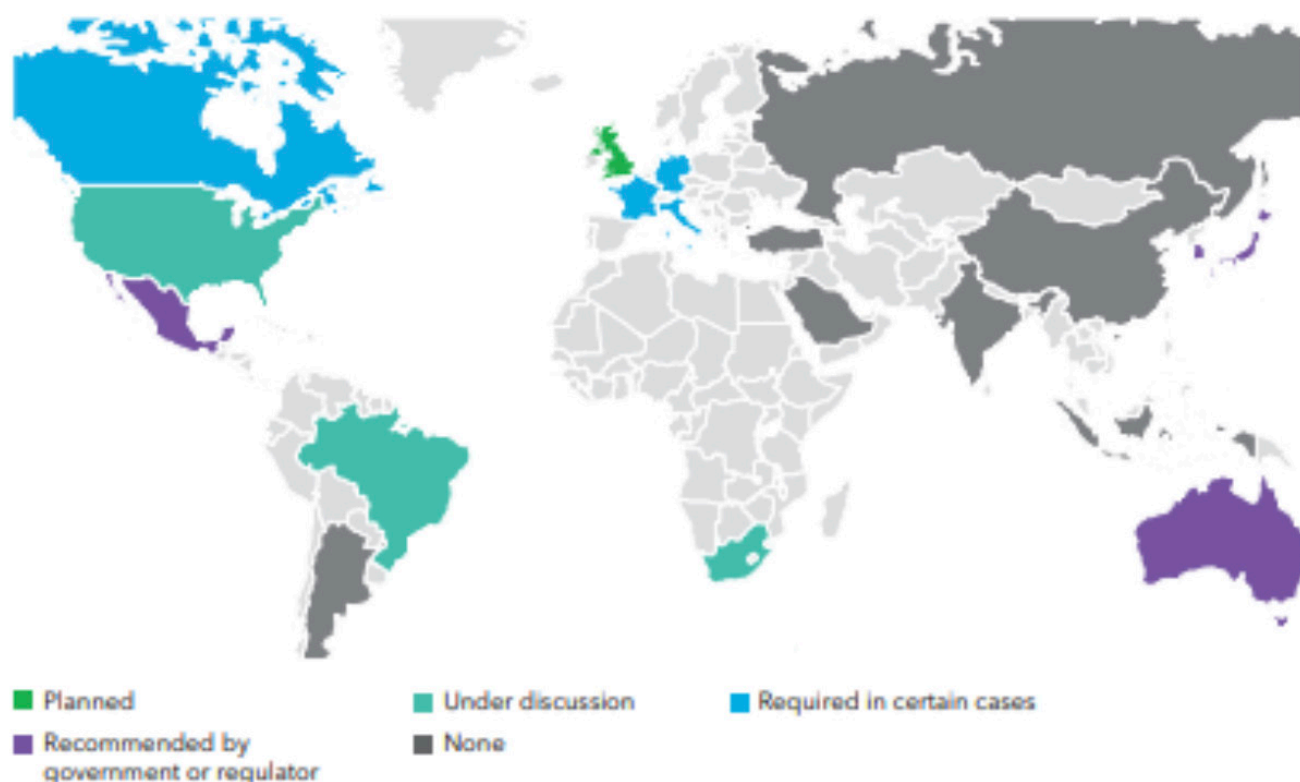 Planned
Under discussion
Required in certain cases
Recommended by
government or regulator
None